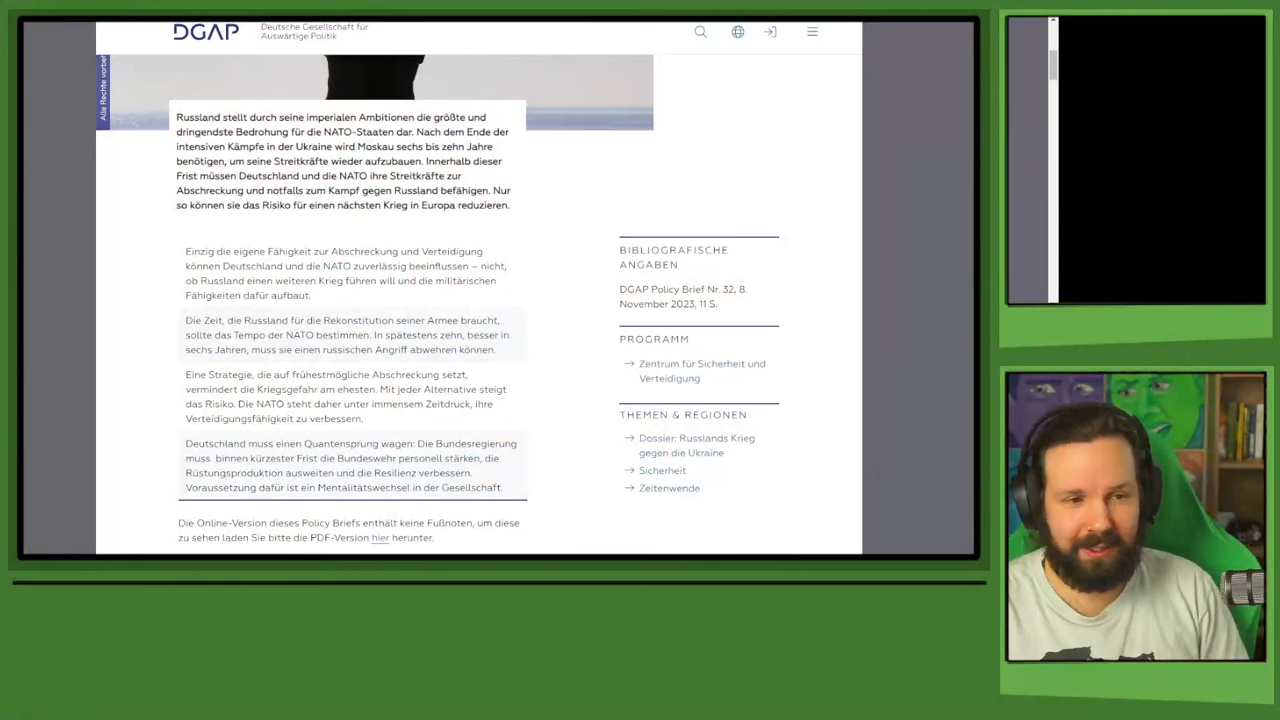 DGAP
Deutsche Gesellschaft für
Auswärtige Politik
Russland stellt durch seine imperialen Ambitionen die größte und
dringendste Bedrohung für die NATO-Staaten dar. Nach dem Ende der
intensiven Kämpfe in der Ukraine wird Moskau sechs bis zehn Jahre
benötigen, um seine Streitkräfte wieder aufzubauen. Innerhalb dieser
Frist müssen Deutschland und die NATO ihre Streitkräfte zur
Abschreckung und notfalls zum Kampf gegen Russland befähigen. Nur
so können sie das Risiko für einen nächsten Krieg in Europa reduzieren.
Einzig die eigene Fähigkeit zur Abschreckung und Verteidigung
können Deutschland und die NATO zuverlässig beeinflussen – nicht,
ob Russland einen weiteren Krieg führen will und die militärischen
Fähigkeiten dafür aufbaut.
Die Zeit, die Russland für die Rekonstitution seiner Armee braucht,
sollte das Tempo der NATO bestimmen. In spätestens zehn, besser in
sechs Jahren, muss sie einen russischen Angriff abwehren können.
Eine Strategie, die auf frühestmögliche Abschreckung setzt,
vermindert die Kriegsgefahr am ehesten. Mit jeder Alternative steigt
das Risiko. Die NATO steht daher unter immensem Zeitdruck, ihre
Verteidigungsfähigkeit zu verbessern.
Deutschland muss einen Quantensprung wagen: Die Bundesregierung
muss binnen kürzester Frist die Bundeswehr personell stärken, die
Rüstungsproduktion ausweiten und die Resilienz verbessern.
Voraussetzung dafür ist ein Mentalitätswechsel in der Gesellschaft.
Die Online-Version dieses Policy Briefs enthält keine Fußnoten, um diese
zu sehen laden Sie bitte die PDF-Version hier herunter.
BIBLIOGRAFISCHE
ANGABEN
DGAP Policy Brief Nr. 32, 8.
November 2023, 11 S.
PROGRAMM
→ Zentrum für Sicherheit und
Verteidigung
THEMEN & REGIONEN
→ Dossier: Russlands Krieg
gegen die Ukraine
→ Sicherheit
→ Zeitenwende
Alle Rechte